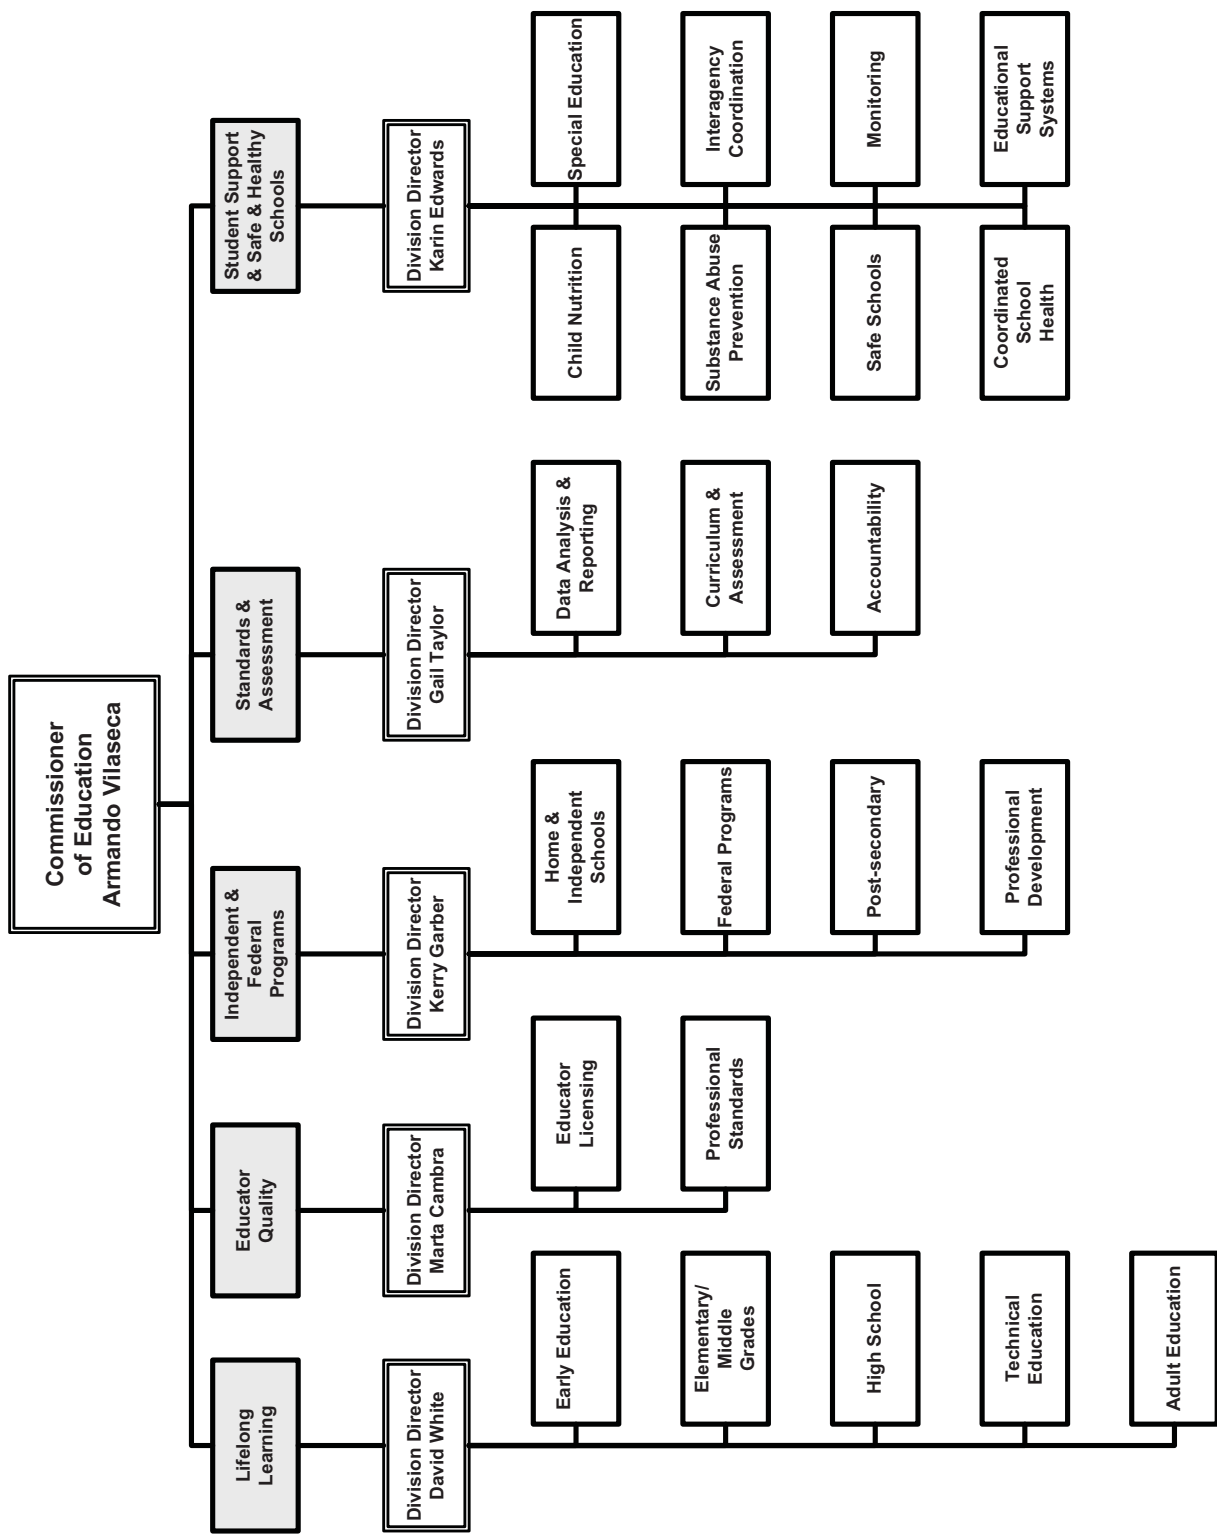 Commissioner
of Education
Armando Vilaseca
Lifelong
Learning
Division Director
David White
Early Education
Elementary/
Middle
Grades
High School
Technical
Education
Adult Education
Educator
Quality
Division Director
Marta Cambra
Educator
Licensing
Professional
Standards
Independent &
Federal
Programs
Division Director
Kerry Garber
Home &
Independent
Schools
Federal Programs
Post-secondary
Professional
Development
Standards &
Assessment
Division Director
Gail Taylor
Data Analysis &
Reporting
Curriculum &
Assessment
Accountability
Student Support
& Safe & Healthy
Schools
Division Director
Karin Edwards
Child Nutrition
Special Education
Substance Abuse
Prevention
Interagency
Coordination
Safe Schools
Monitoring
Coordinated
School
Health
Educational
Support
Systems